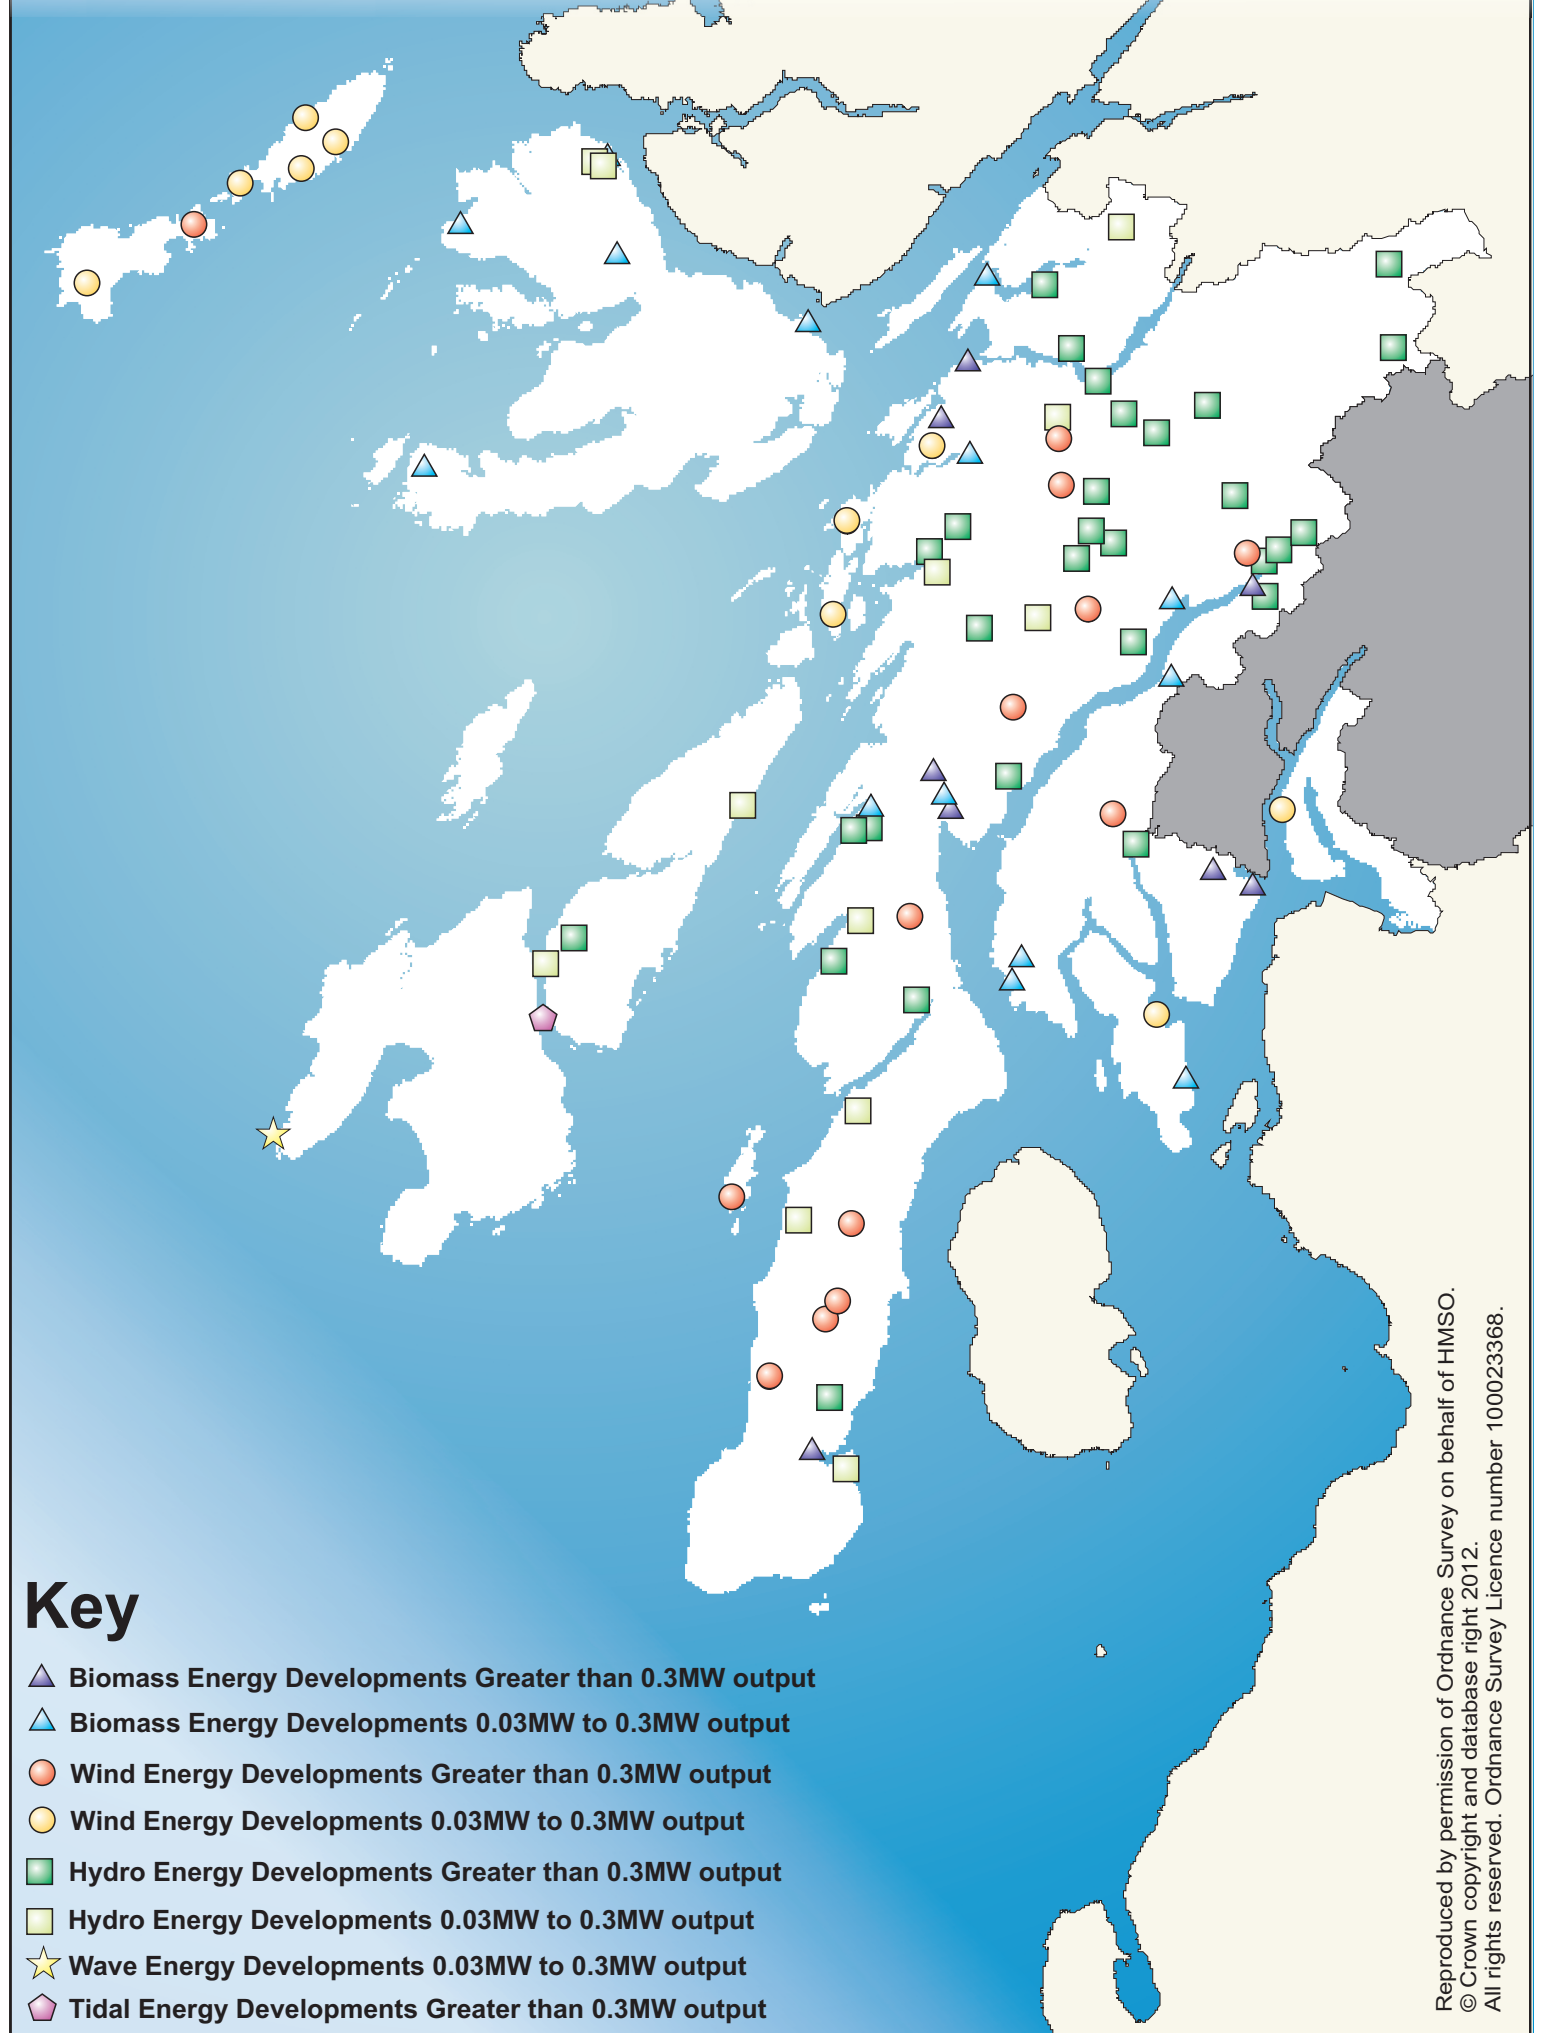 Key
Biomass Energy Developments Greater than 0.3MW output
Biomass Energy Developments 0.03MW to 0.3MW output
Wind Energy Developments Greater than 0.3MW output
Wind Energy Developments 0.03MW to 0.3MW output
Hydro Energy Developments Greater than 0.3MW output
Hydro Energy Developments 0.03MW to 0.3MW output
Wave Energy Developments 0.03MW to 0.3MW output
Tidal Energy Developments Greater than 0.3MW output
Reproduced by permission of Ordnance Survey on behalf of HMSO.
© Crown copyright and database right 2012.
All rights reserved. Ordnance Survey Licence number 100023368.